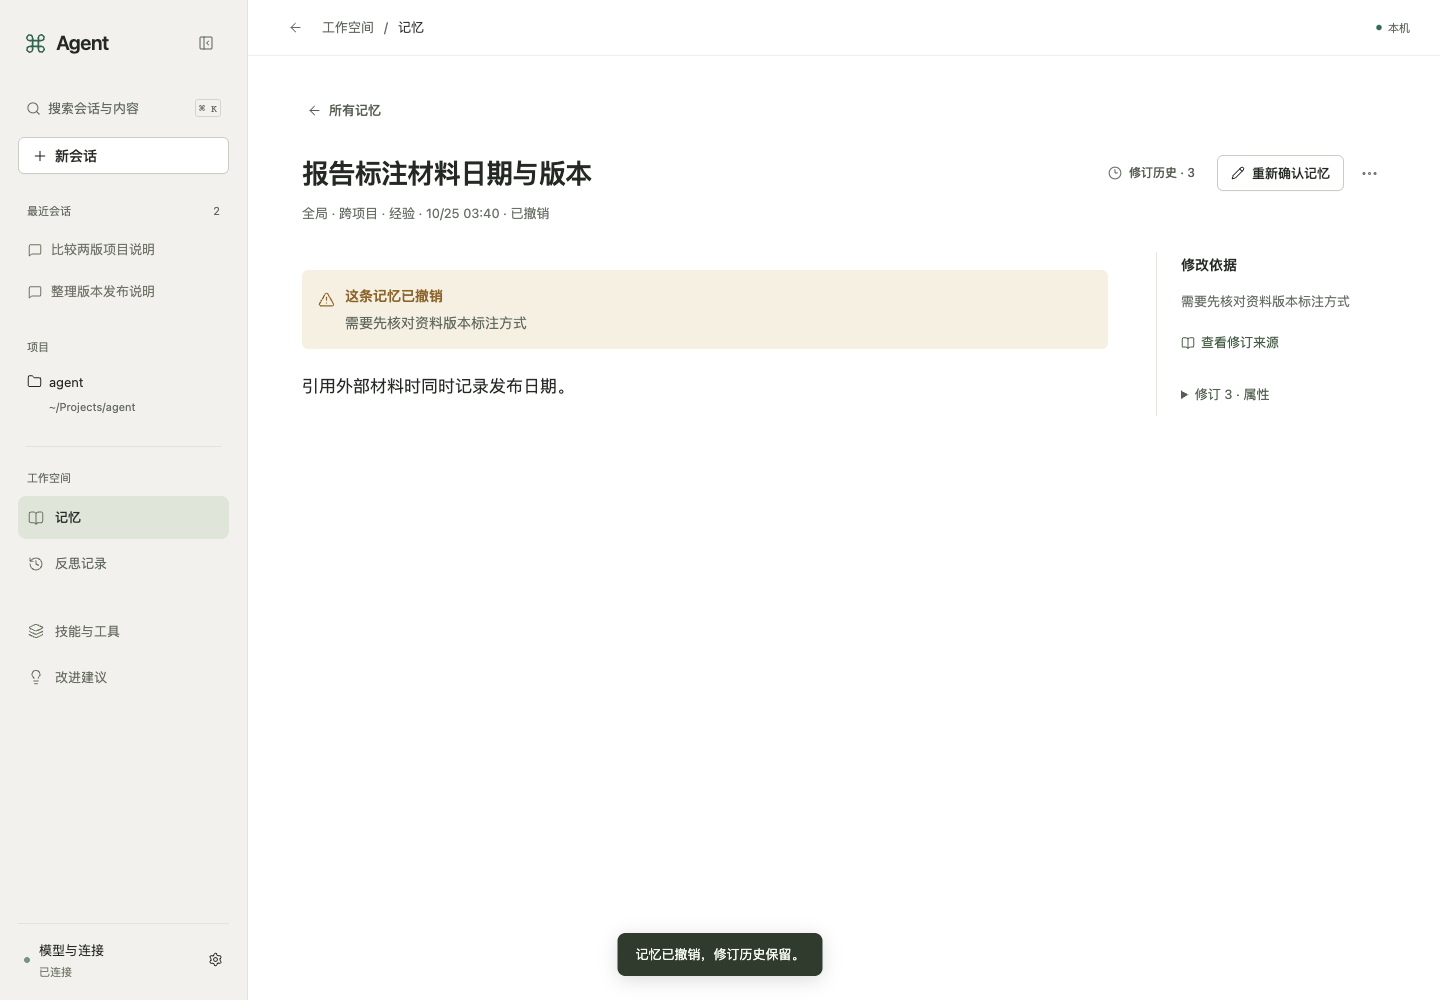 Agent
搜索会话与内容
⌘ K
新会话
最近会话
2
比较两版项目说明
整理版本发布说明
项目
agent
~/Projects/agent
工作空间
记忆
反思记录
技能与工具
改进建议
模型与连接
已连接
工作空间 / 记忆
本机
所有记忆
报告标注材料日期与版本
修订历史 · 3
重新确认记忆
全局 · 跨项目 · 经验 · 10/25 03:40 · 已撤销
这条记忆已撤销
需要先核对资料版本标注方式
引用外部材料时同时记录发布日期。
修改依据
需要先核对资料版本标注方式
查看修订来源
修订 3 · 属性
记忆已撤销，修订历史保留。